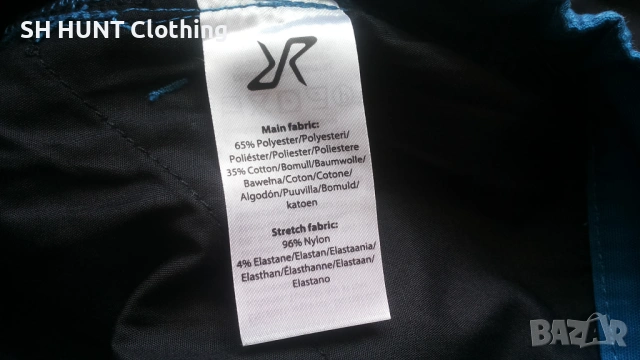 SH HUNT Clothing
Main fabric:
65% Polyester/Polyesteri/
Poliéster/Poliester/Poliestere
35% Cotton/Bomull/Baumwolle/
Bawełna/Coton/Cotone/
Algodón/Puuvilla/Bomuld/
katoen
Stretch fabric:
96% Nylon
4% Elastane/Elastan/Elastaania/
Elasthan/Élasthanne/Elastaan/
Elastano
BAZAR